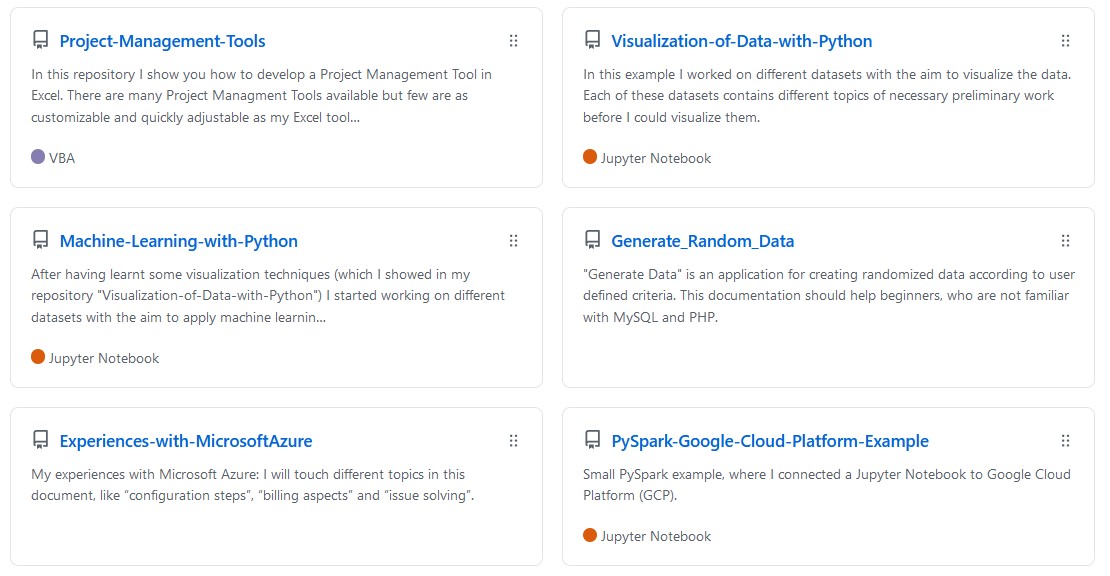 Project-Management-Tools
In this repository I show you how to develop a Project Management Tool in
Excel. There are many Project Managment Tools available but few are as
customizable and quickly adjustable as my Excel tool...
VBA
Visualization-of-Data-with-Python
In this example I worked on different datasets with the aim to visualize the data.
Each of these datasets contains different topics of necessary preliminary work
before I could visualize them.
Jupyter Notebook
Machine-Learning-with-Python
After having learnt some visualization techniques (which I showed in my
repository "Visualization-of-Data-with-Python") I started working on different
datasets with the aim to apply machine learnin...
Jupyter Notebook
Generate_Random_Data
"Generate Data" is an application for creating randomized data according to user
defined criteria. This documentation should help beginners, who are not familiar
with MySQL and PHP.
Experiences-with-MicrosoftAzure
My experiences with Microsoft Azure: I will touch different topics in this
document, like “configuration steps”, “billing aspects” and “issue solving”.
PySpark-Google-Cloud-Platform-Example
Small PySpark example, where I connected a Jupyter Notebook to Google Cloud
Platform (GCP).
Jupyter Notebook